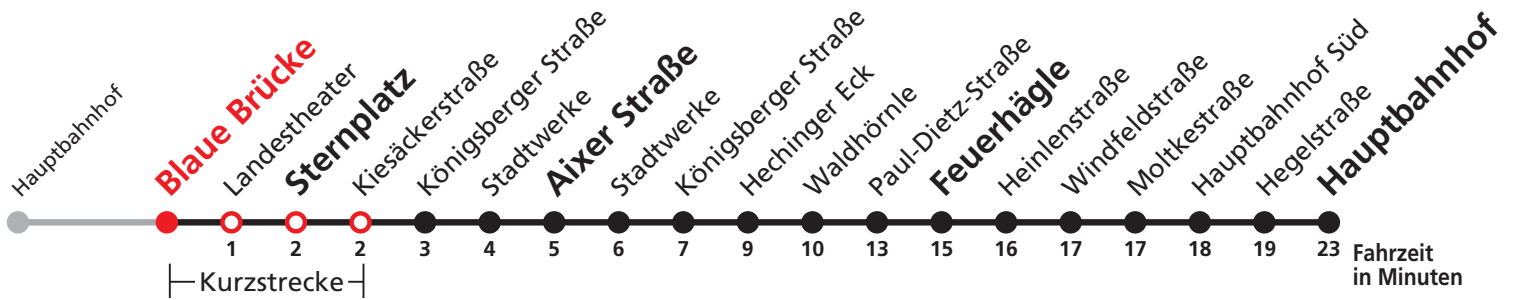 Hauptbahnhof
Blaue Brücke
Landestheater
Sternplatz
Kiesäckerstraße
Königsberger Straße
Stadtwerke
Aixer Straße
Stadtwerke
Königsberger Straße
Hechinger Eck
Waldhörnle
Paul-Dietz-Straße
Feuerhägle
Heinlenstraße
Windfeldstraße
Moltkestraße
Hauptbahnhof Süd
Hegelstraße
Hauptbahnhof
1 2 2 3 4 5 6 7 9 10 13 15 16 17 17 18 19 23
Fahrzeit
in Minuten
Kurzstrecke